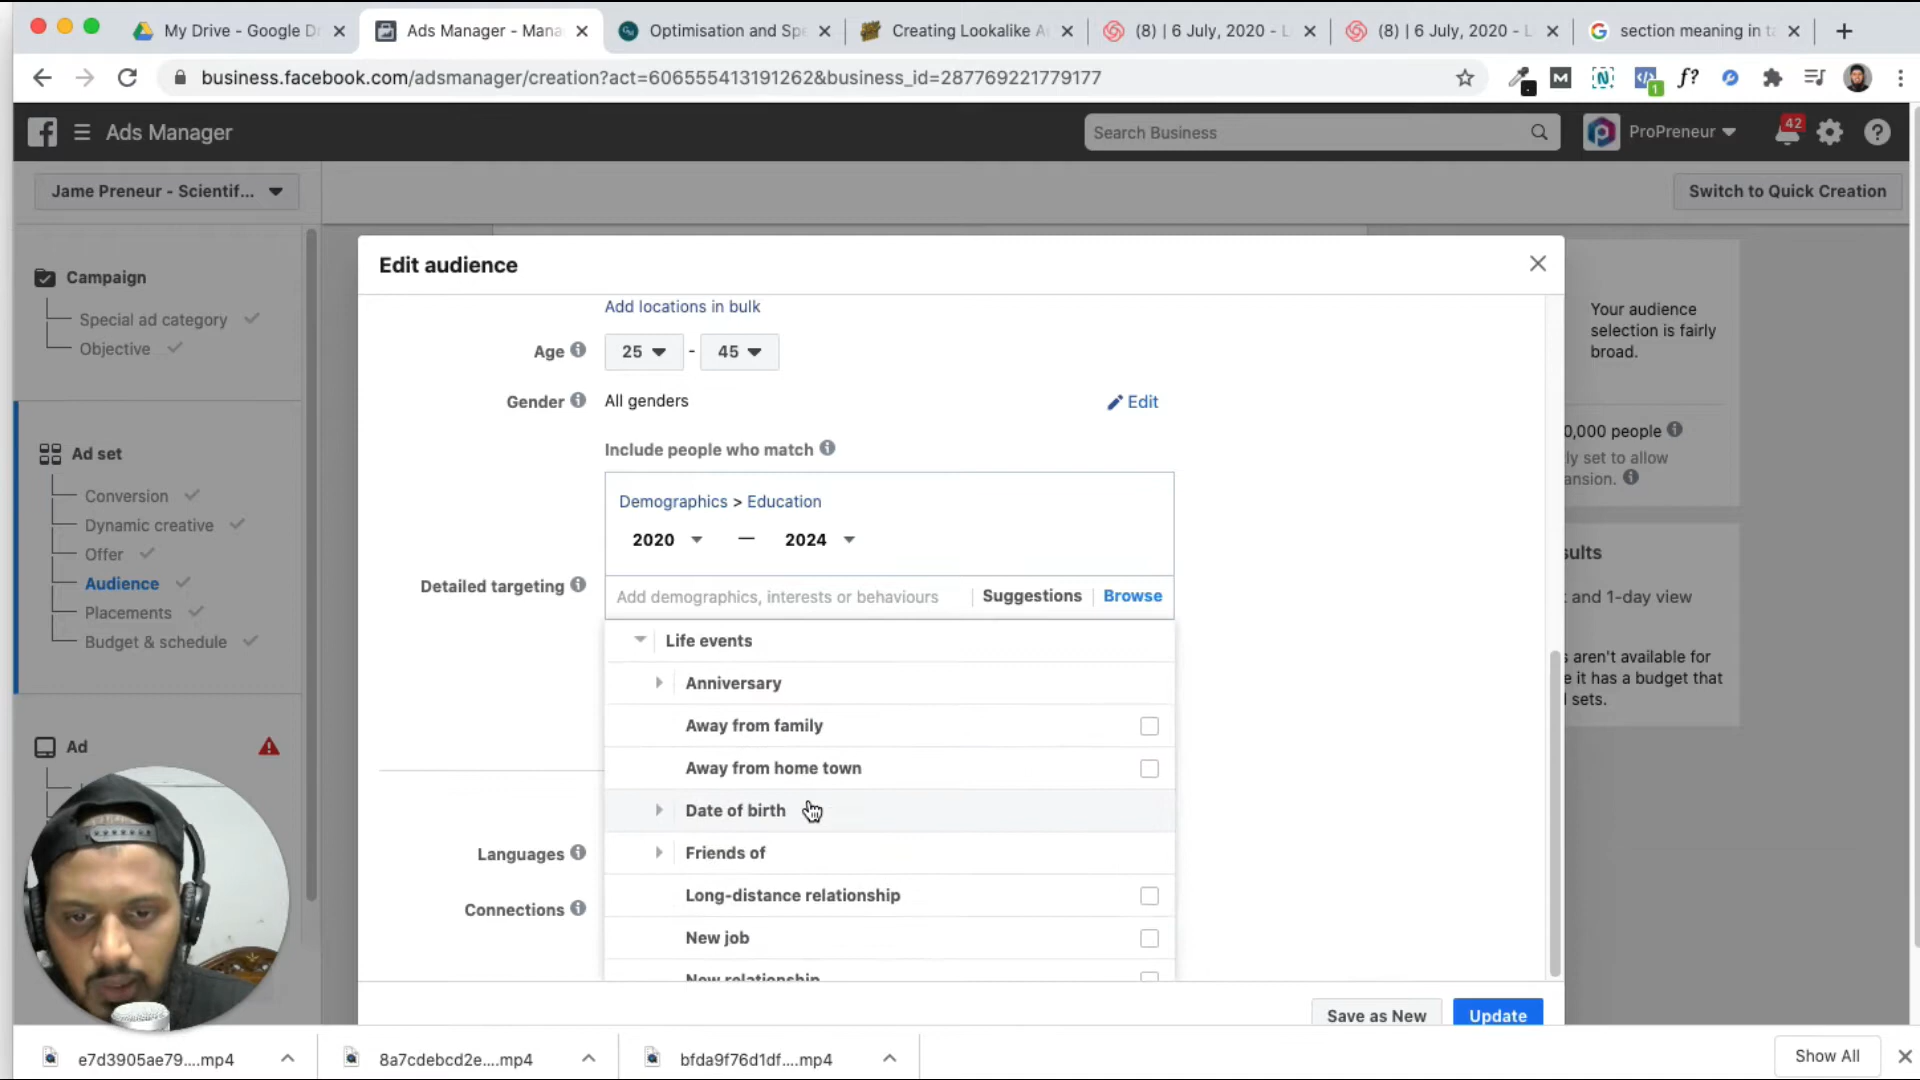 My Drive - Google Dr
Ads Manager - Mana
Optimisation and Spe
Creating Lookalike A
(8) | 6 July, 2020 - L
(8) | 6 July, 2020 - L
section meaning in ta
business.facebook.com/adsmanager/creation?act=606555413191262&business_id=287769221779177
M
f?
1
Ads Manager
Search Business
ProPreneur
42
Jame Preneur - Scientif...
Switch to Quick Creation
Campaign
Special ad category
Objective
Ad set
Conversion
Dynamic creative
Offer
Audience
Placements
Budget & schedule
Ad
Edit audience
Add locations in bulk
Age
25
-
45
Gender
All genders
Edit
Include people who match
Demographics > Education
2020 — 2024
Detailed targeting
Add demographics, interests or behaviours
Suggestions
Browse
Life events
Anniversary
Away from family
Away from home town
Date of birth
Friends of
Long-distance relationship
New job
New relationship
Languages
Connections
Save as New
Update
Your audience
selection is fairly
broad.
0,000 people
ly set to allow
ansion.
sults
t and 1-day view
s aren't available for
e it has a budget that
l sets.
e7d3905ae79....mp4
8a7cdebcd2e....mp4
bfda9f76d1df....mp4
Show All